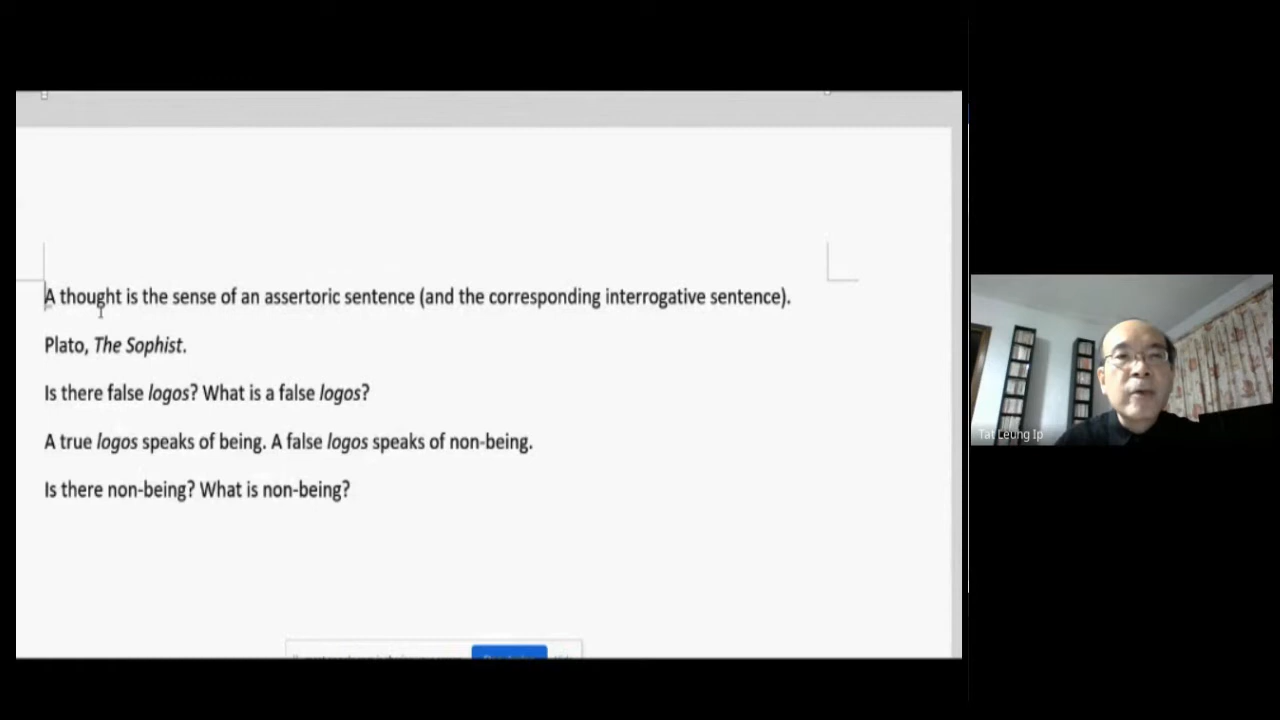 A thought is the sense of an assertoric sentence (and the corresponding interrogative sentence).
Plato, The Sophist.
Is there false logos? What is a false logos?
A true logos speaks of being. A false logos speaks of non-being.
Is there non-being? What is non-being?
Tat Leung Ip